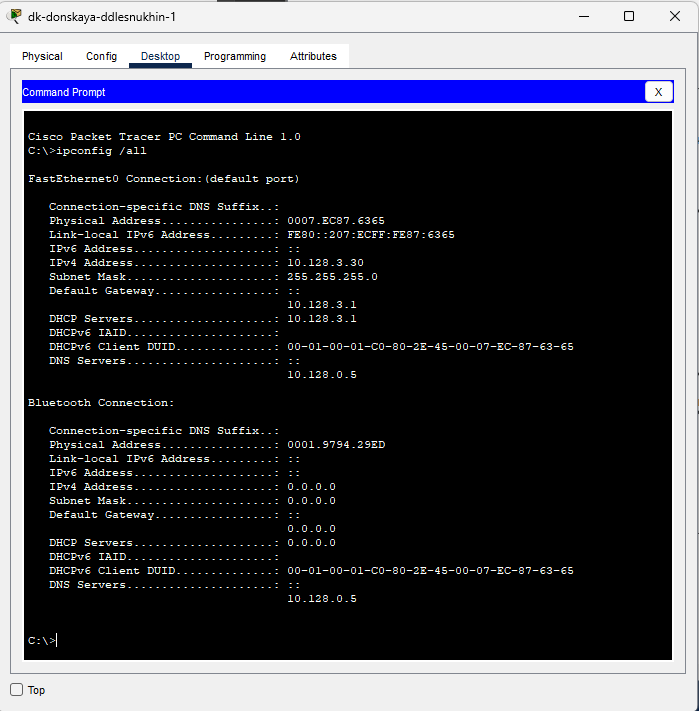 dk-donskaya-ddlesnukhin-1
Physical Config Desktop Programming Attributes
Command Prompt X
Cisco Packet Tracer PC Command Line 1.0
C:\>ipconfig /all
FastEthernet0 Connection:(default port)
Connection-specific DNS Suffix..:
Physical Address................: 0007.EC87.6365
Link-local IPv6 Address.........: FE80::207:ECFF:FE87:6365
IPv6 Address....................: ::
IPv4 Address....................: 10.128.3.30
Subnet Mask.....................: 255.255.255.0
Default Gateway.................: ::
10.128.3.1
DHCP Servers....................: 10.128.3.1
DHCPv6 IAID.....................:
DHCPv6 Client DUID..............: 00-01-00-01-C0-80-2E-45-00-07-EC-87-63-65
DNS Servers.....................: ::
10.128.0.5
Bluetooth Connection:
Connection-specific DNS Suffix..:
Physical Address................: 0001.9794.29ED
Link-local IPv6 Address.........: ::
IPv6 Address....................: ::
IPv4 Address....................: 0.0.0.0
Subnet Mask.....................: 0.0.0.0
Default Gateway.................: ::
0.0.0.0
DHCP Servers....................: 0.0.0.0
DHCPv6 IAID.....................:
DHCPv6 Client DUID..............: 00-01-00-01-C0-80-2E-45-00-07-EC-87-63-65
DNS Servers.....................: ::
10.128.0.5
C:\>
Top